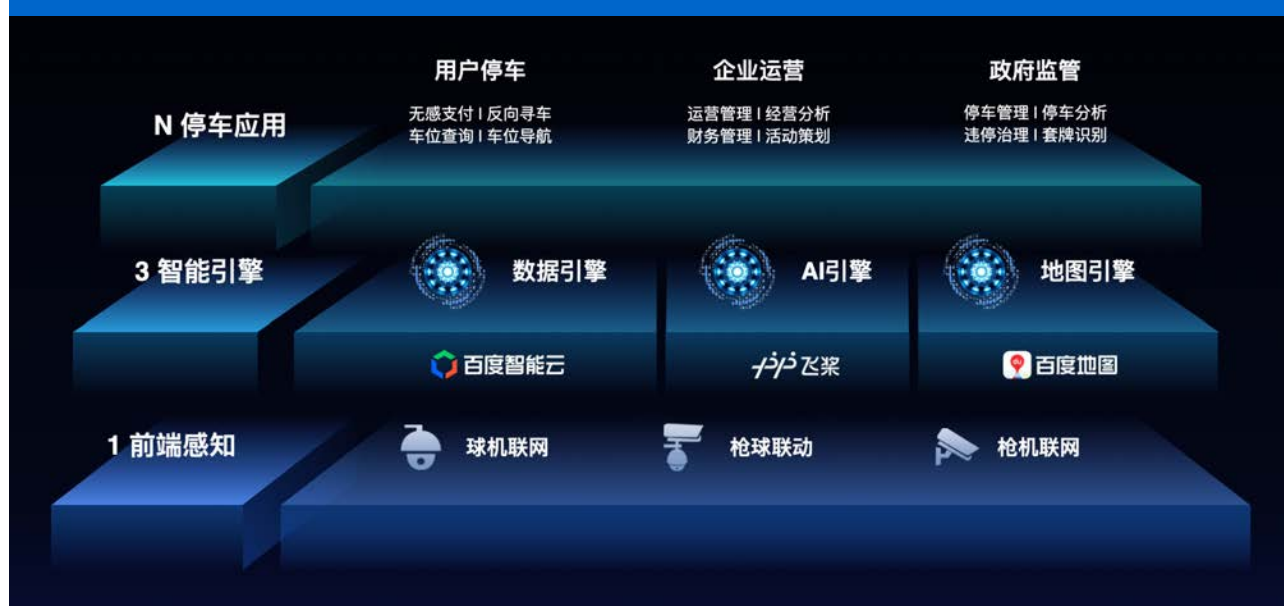 用户停车
企业运营
政府监管
N 停车应用
无感支付 | 反向寻车
车位查询 | 车位导航
运营管理 | 经营分析
财务管理 | 活动策划
停车管理 | 停车分析
违停治理 | 套牌识别
3 智能引擎
数据引擎
AI引擎
地图引擎
百度智能云
飞桨
du
百度地图
1 前端感知
球机联网
枪球联动
枪机联网